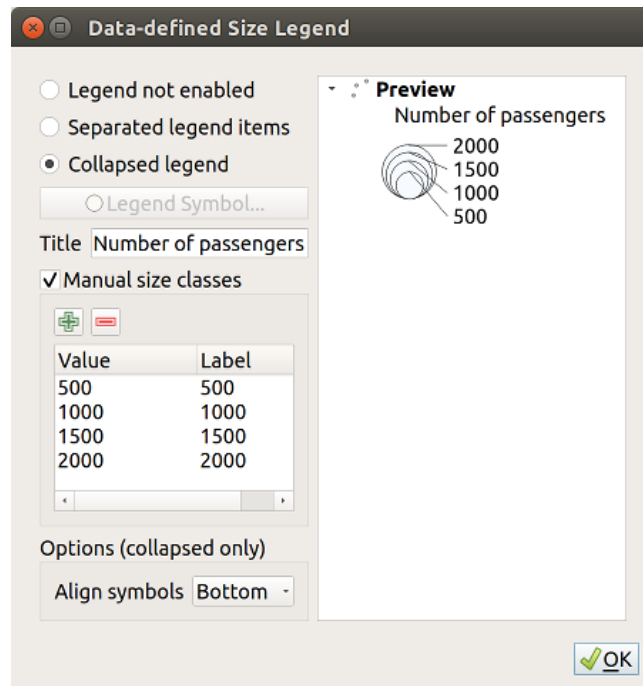 Data-defined Size Legend
Legend not enabled
Separated legend items
Collapsed legend
Legend Symbol...
Title Number of passengers
Manual size classes
Value Label
500 500
1000 1000
1500 1500
2000 2000
Options (collapsed only)
Align symbols Bottom
Preview
Number of passengers
2000
1500
1000
500
OK